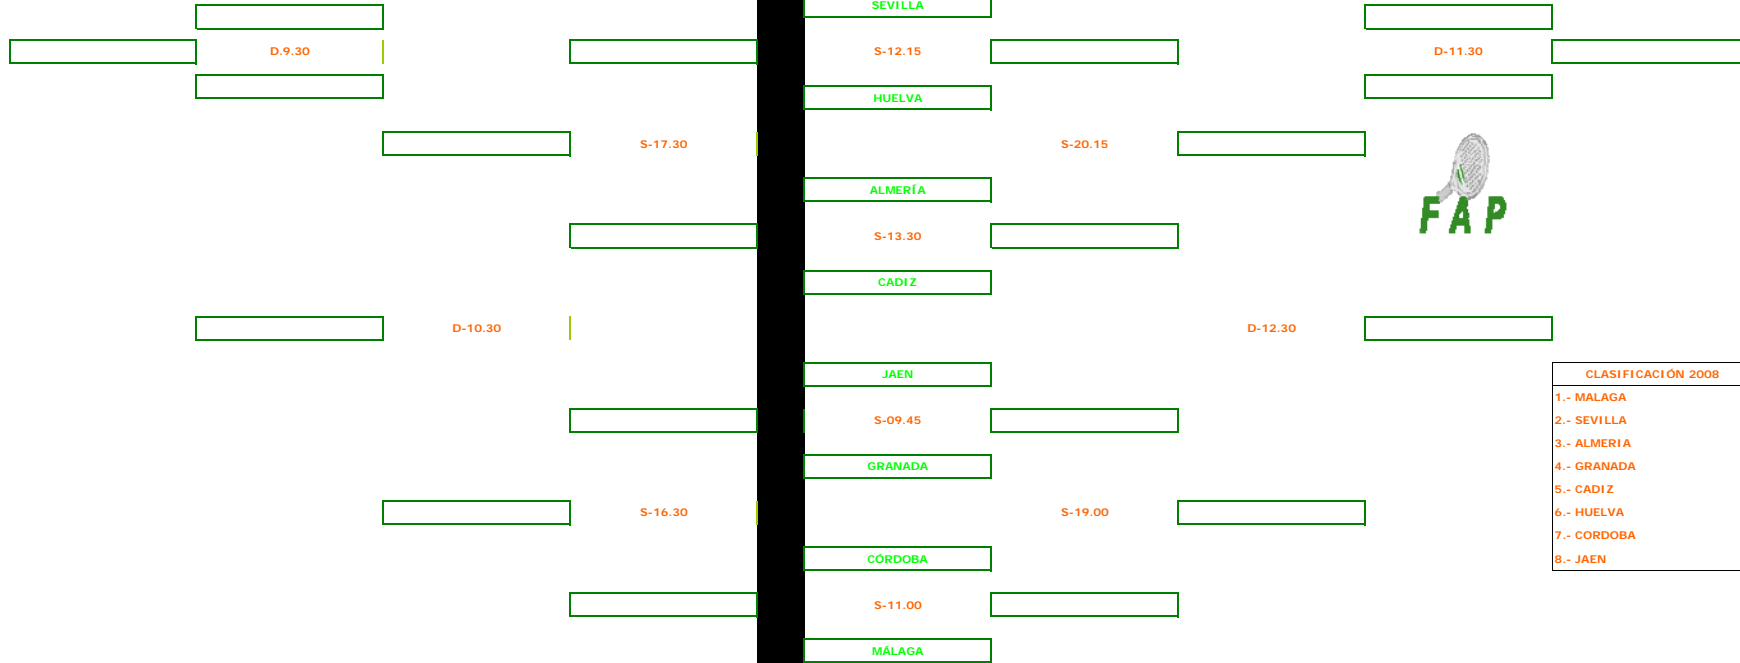 SEVILLA
D.9.30
S-12.15
D-11.30
HUELVA
S-17.30
S-20.15
ALMERÍA
FAP
S-13.30
CADIZ
D-10.30
D-12.30
JAEN
CLASIFICACIÓN 2008
1.- MALAGA
S-09.45
2.- SEVILLA
3.- ALMERIA
GRANADA
4.- GRANADA
5.- CADIZ
S-16.30
S-19.00
6.- HUELVA
7.- CORDOBA
CÓRDOBA
8.- JAEN
S-11.00
MÁLAGA